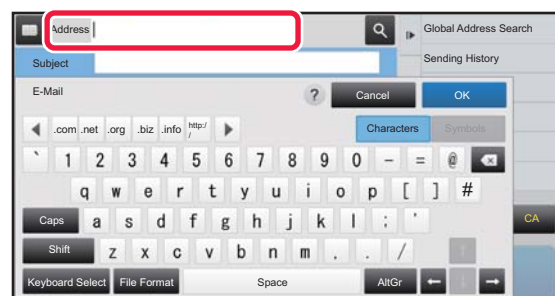 Address
Global Address Search
Subject
Sending History
E-Mail
? Cancel OK
.com .net .org .biz .info http:/
/
Characters Symbols
` 1 2 3 4 5 6 7 8 9 0 - = @
q w e r t y u i o p [ ] #
Caps a s d f g h j k l ; '
CA
Shift z x c v b n m . . /
Keyboard Select File Format Space AltGr